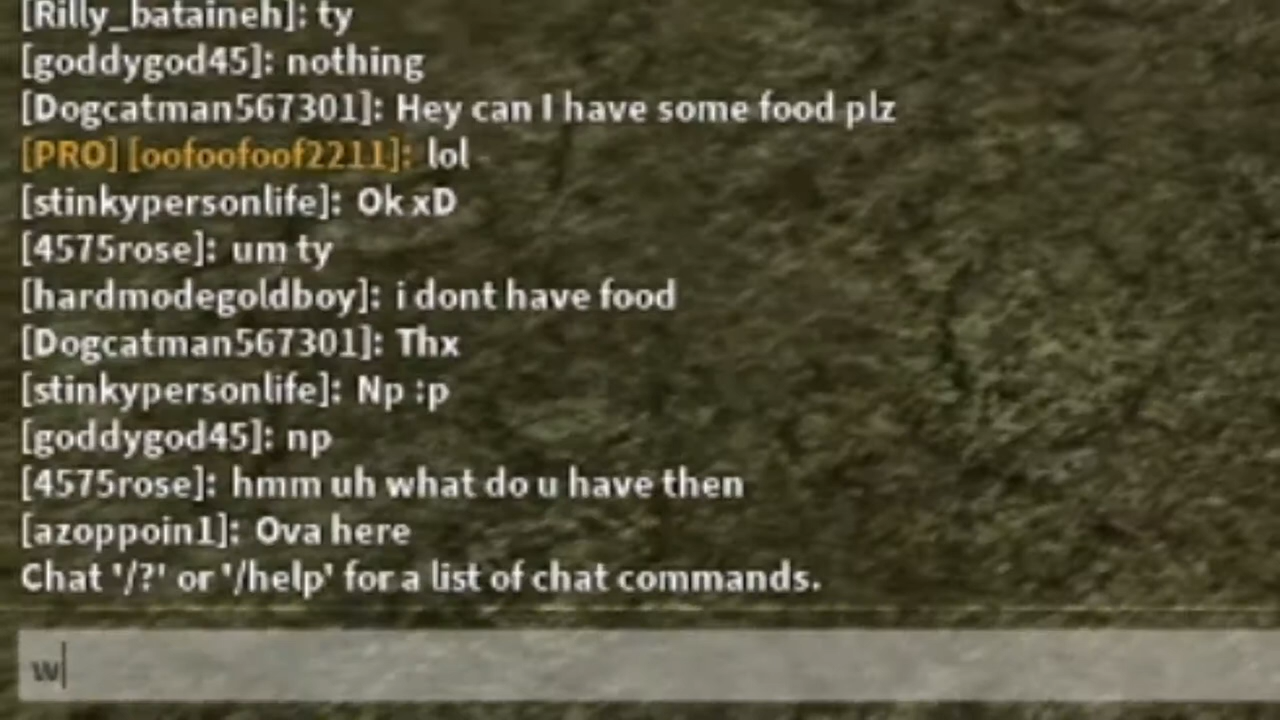 [Rilly_bataineh]: ty
[goddygod45]: nothing
[Dogcatman567301]: Hey can I have some food plz
[PRO] [oofoofoof2211]: lol
[stinkypersonlife]: Ok xD
[4575rose]: um ty
[hardmodegoldboy]: i dont have food
[Dogcatman567301]: Thx
[stinkypersonlife]: Np :p
[goddygod45]: np
[4575rose]: hmm uh what do u have then
[azoppoin1]: Ova here
Chat '/?' or '/help' for a list of chat commands.
w